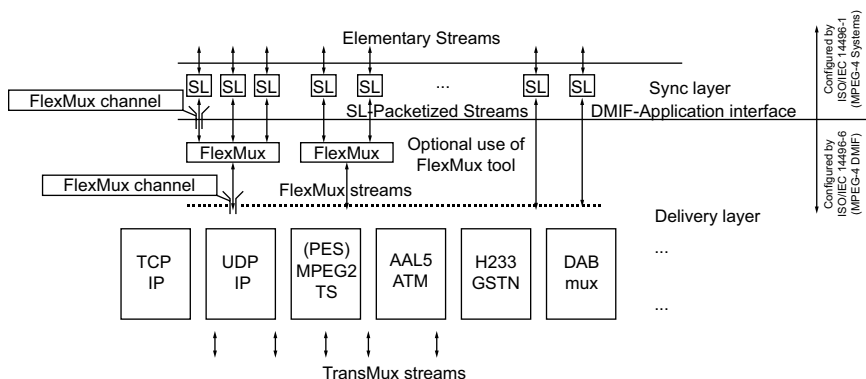 Elementary Streams
SL SL SL SL SL ... SL SL
Sync layer
FlexMux channel
SL-Packetized Streams
DMIF-Application interface
FlexMux FlexMux
Optional use of
FlexMux tool
FlexMux channel
FlexMux streams
Delivery layer
TCP
IP
UDP
IP
(PES)
MPEG2
TS
AAL5
ATM
H233
GSTN
DAB
mux
...
...
TransMux streams
Configured by
ISO/IEC 14496-1
(MPEG-4 Systems)
Configured by
ISO/IEC 14496-6
(MPEG-4 DMIF)